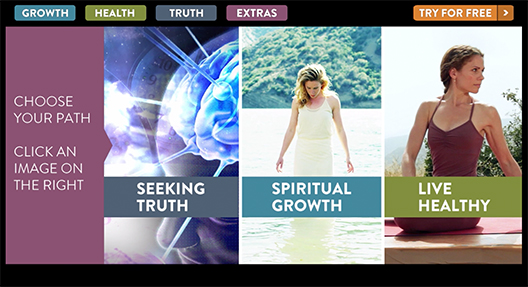 GROWTH HEALTH TRUTH EXTRAS TRY FOR FREE >
CHOOSE
YOUR PATH
CLICK AN
IMAGE ON
THE RIGHT
SEEKING
TRUTH
SPIRITUAL
GROWTH
LIVE
HEALTHY